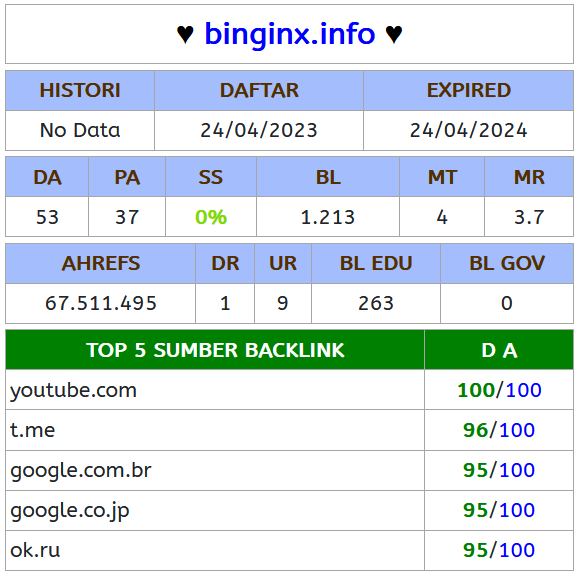 ♥ binginx.info ♥
HISTORI DAFTAR EXPIRED
No Data 24/04/2023 24/04/2024
DA PA SS BL MT MR
53 37 0% 1.213 4 3.7
AHREFS DR UR BL EDU BL GOV
67.511.495 1 9 263 0
TOP 5 SUMBER BACKLINK D A
youtube.com 100/100
t.me 96/100
google.com.br 95/100
google.co.jp 95/100
ok.ru 95/100